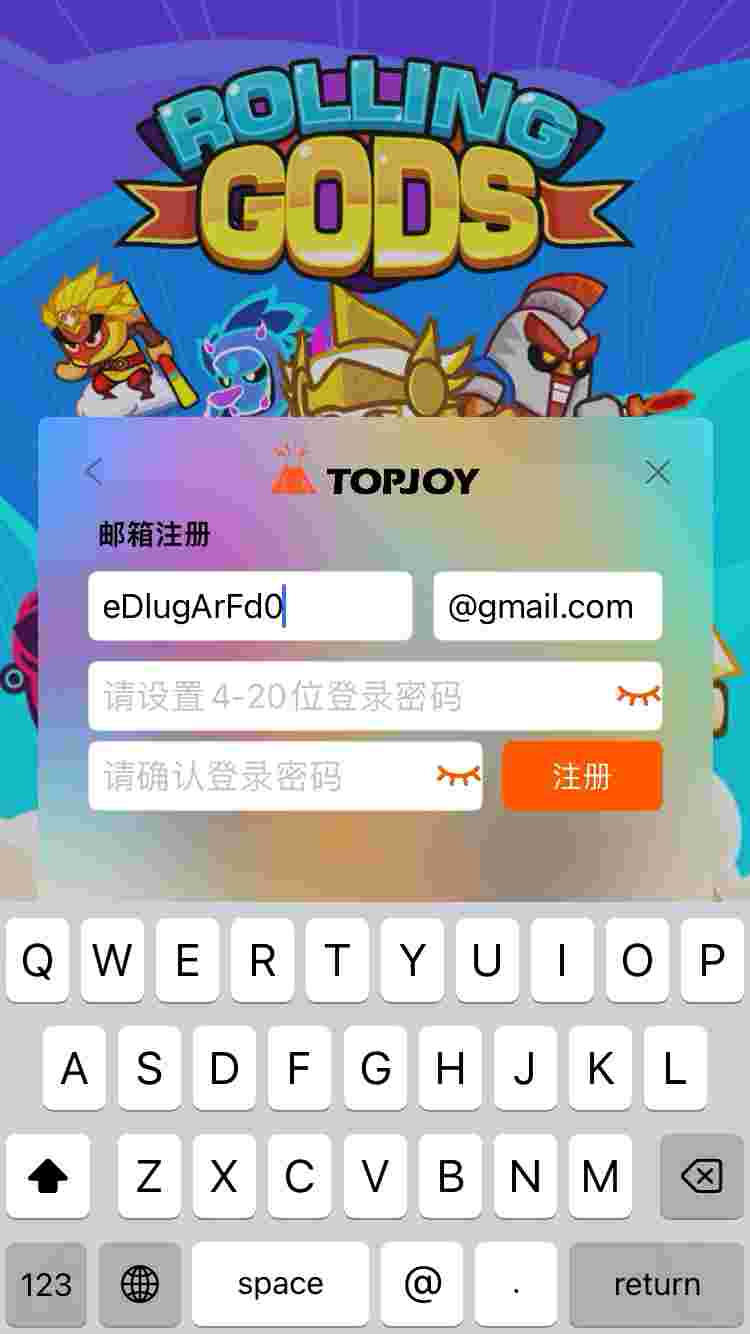 ROLLING
GODS
TOPJOY
邮箱注册
eDlugArFd0
@gmail.com
请设置4-20位登录密码
请确认登录密码
注册
Q W E R T Y U I O P
A S D F G H J K L
Z X C V B N M
123 space @ . return